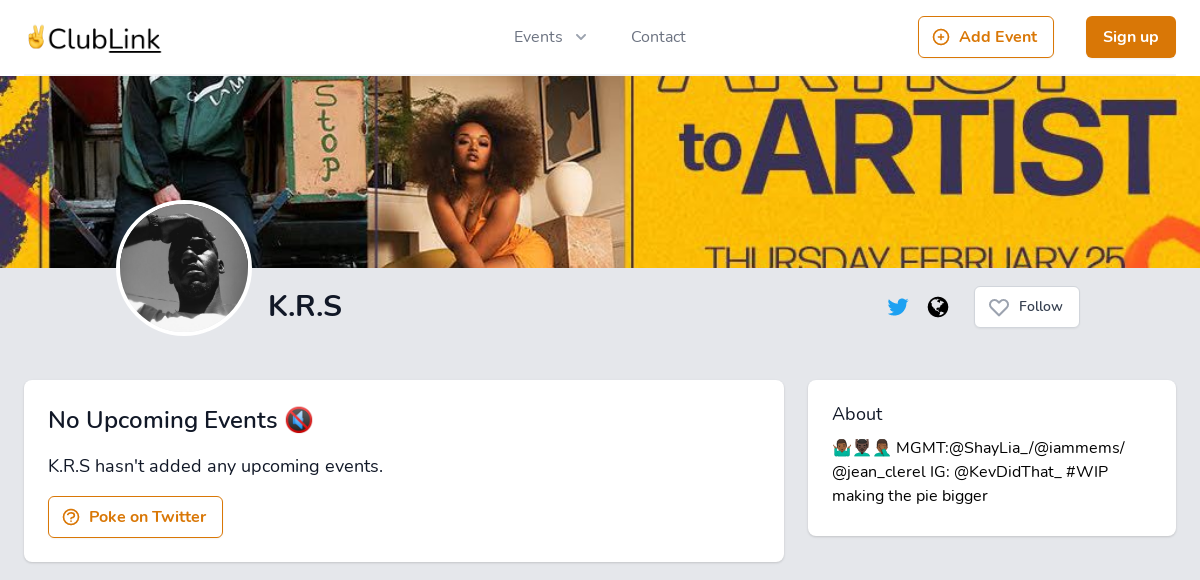 ✌️ClubLink
Events
Contact
Add Event
Sign up
Stop
ARTIST
to ARTIST
THURSDAY FEBRUARY 25
K.R.S
Follow
No Upcoming Events 🔇
K.R.S hasn't added any upcoming events.
Poke on Twitter
About
🤷🏾‍♂️💆🏿‍♂️🤦🏾‍♂️ MGMT:@ShayLia_/@iammems/
@jean_clerel IG: @KevDidThat_ #WIP
making the pie bigger